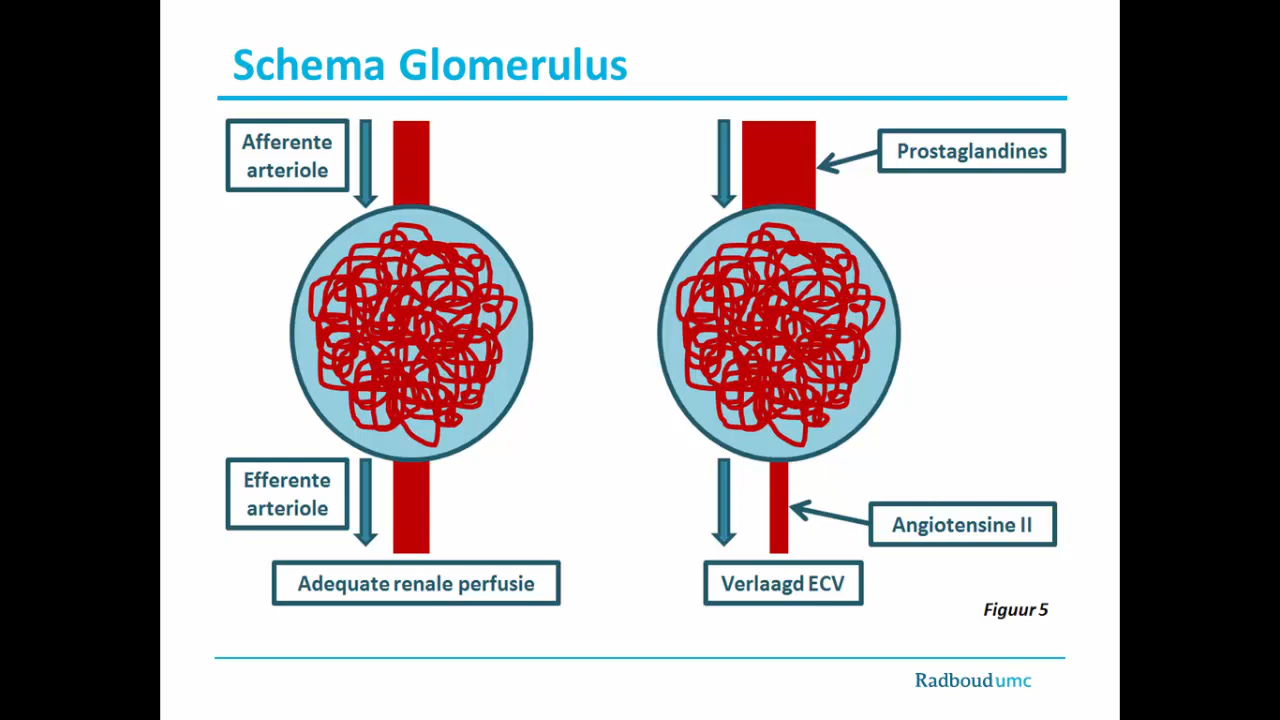 Schema Glomerulus
Afferente
arteriole
Prostaglandines
Efferente
arteriole
Angiotensine II
Adequate renale perfusie
Verlaagd ECV
Figuur 5
Radboudumc